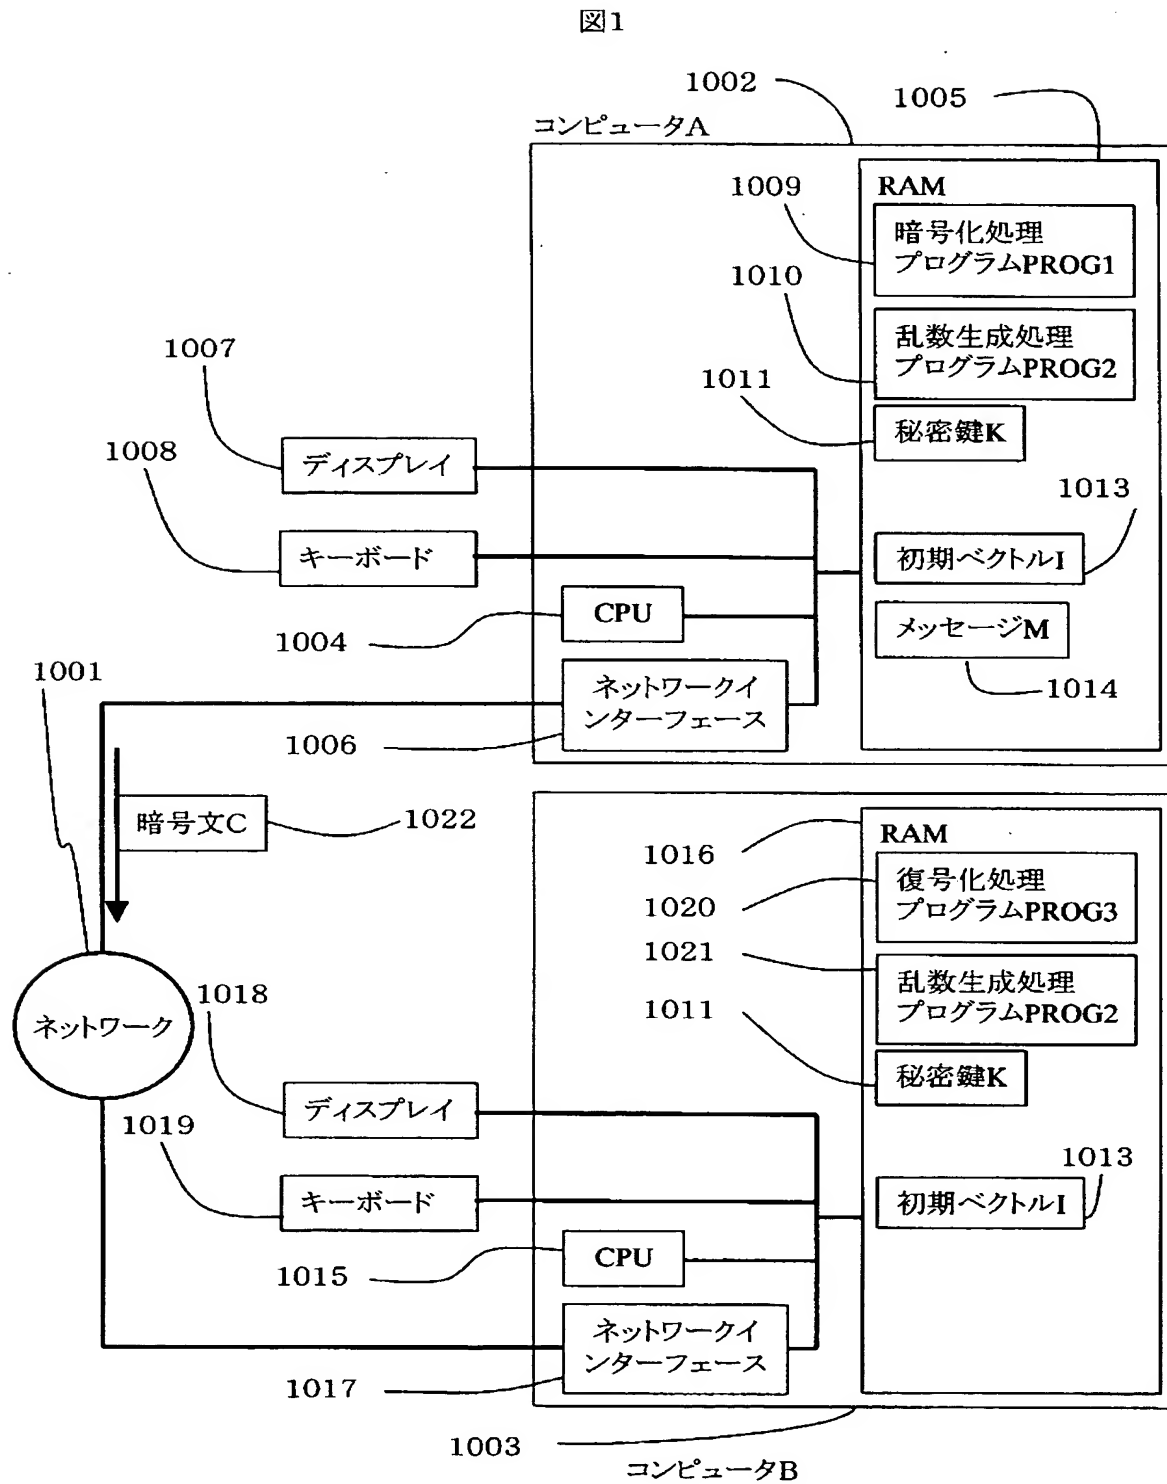 図1
1002
1005
コンピュータA
RAM
1009
暗号化処理
プログラムPROG1
1010
乱数生成処理
プログラムPROG2
1007
1011
秘密鍵K
1008
ディスプレイ
1013
キーボード
初期ベクトルI
CPU
メッセージM
1004
1001
ネットワークイ
ンターフェース
1014
1006
暗号文C
1022
1016
RAM
1020
復号化処理
プログラムPROG3
1021
乱数生成処理
プログラムPROG2
1018
ネットワーク
1011
秘密鍵K
ディスプレイ
1019
1013
キーボード
初期ベクトルI
CPU
1015
ネットワークイ
ンターフェース
1017
1003
コンピュータB